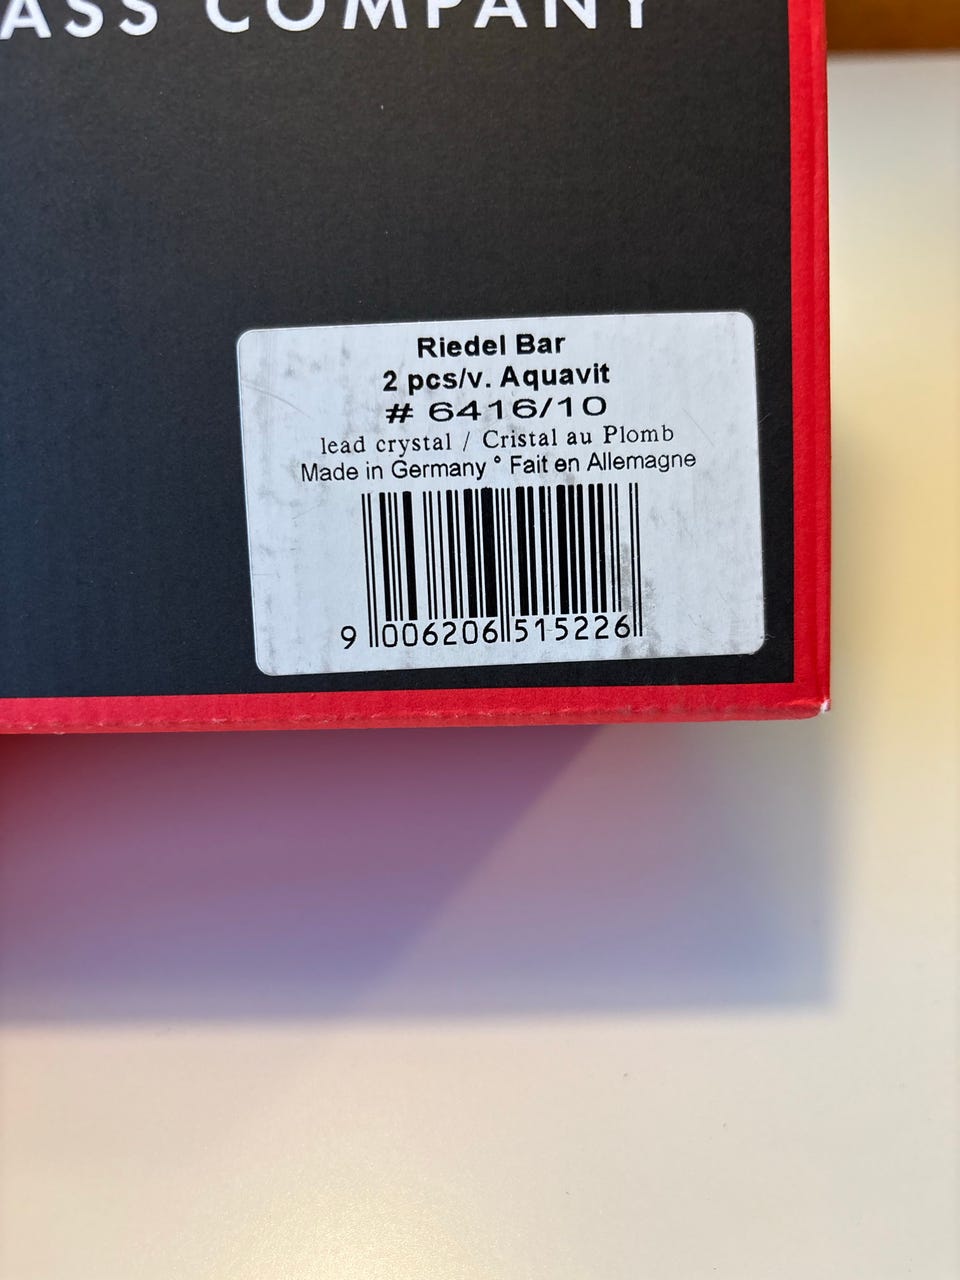 ASS COMPANY
Riedel Bar
2 pcs/v. Aquavit
# 6416/10
lead crystal / Cristal au Plomb
Made in Germany ° Fait en Allemagne
9 006206 515226